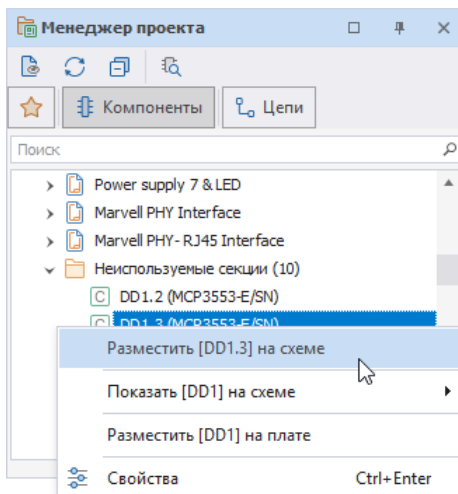 Менеджер проекта
Компоненты
Цепи
Поиск
Power supply 7 & LED
Marvell PHY Interface
Marvell PHY- RJ45 Interface
Неиспользуемые секции (10)
C DD1.2 (MCP3553-E/SN)
C DD1.3 (MCP3553-E/SN)
Разместить [DD1.3] на схеме
Показать [DD1] на схеме
Разместить [DD1] на плате
Свойства Ctrl+Enter